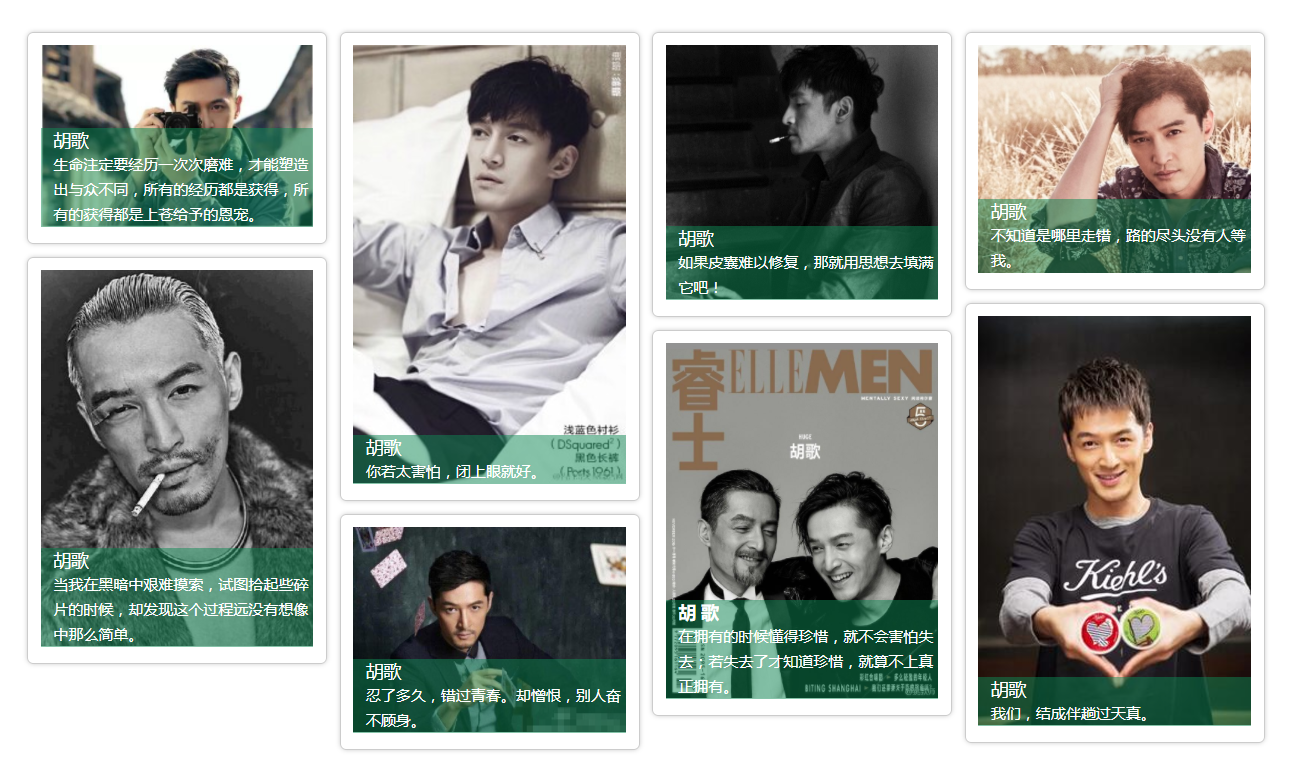 胡歌
生命注定要经历一次次磨难，才能塑造
出与众不同，所有的经历都是获得，所
有的获得都是上苍给予的恩宠。
胡歌
当我在黑暗中艰难摸索，试图拾起些碎
片的时候，却发现这个过程远没有想像
中那么简单。
浅蓝色衬衫
（DSquared²）
黑色长裤
（Ports 1961）
胡歌
你若太害怕，闭上眼就好。
胡歌
忍了多久，错过青春。却憎恨，别人奋
不顾身。
胡歌
如果皮囊难以修复，那就用思想去填满
它吧！
睿士
ELLEMEN
MENTALLY SEXY
HUGE
胡歌
胡 歌
在拥有的时候懂得珍惜，就不会害怕失
去；若失去了才知道珍惜，就算不上真
正拥有。
BITING SHANGHAI
胡歌
不知道是哪里走错，路的尽头没有人等
我。
Kiehl's
胡歌
我们，结成伴趟过天真。